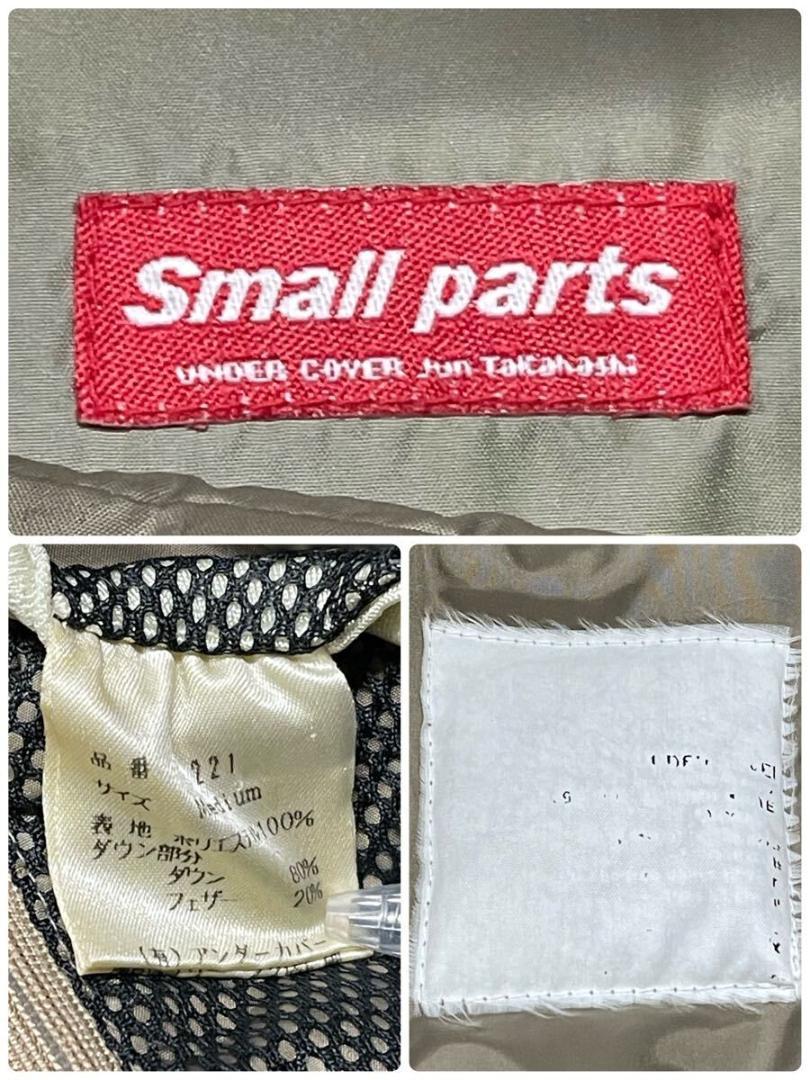 Small parts
UNDER COVER Jun Takahashi
品番 221
サイズ Medium
表地 ポリエステル100%
ダウン部分
ダウン 80%
フェザー 20%
(有)アンダーカバー